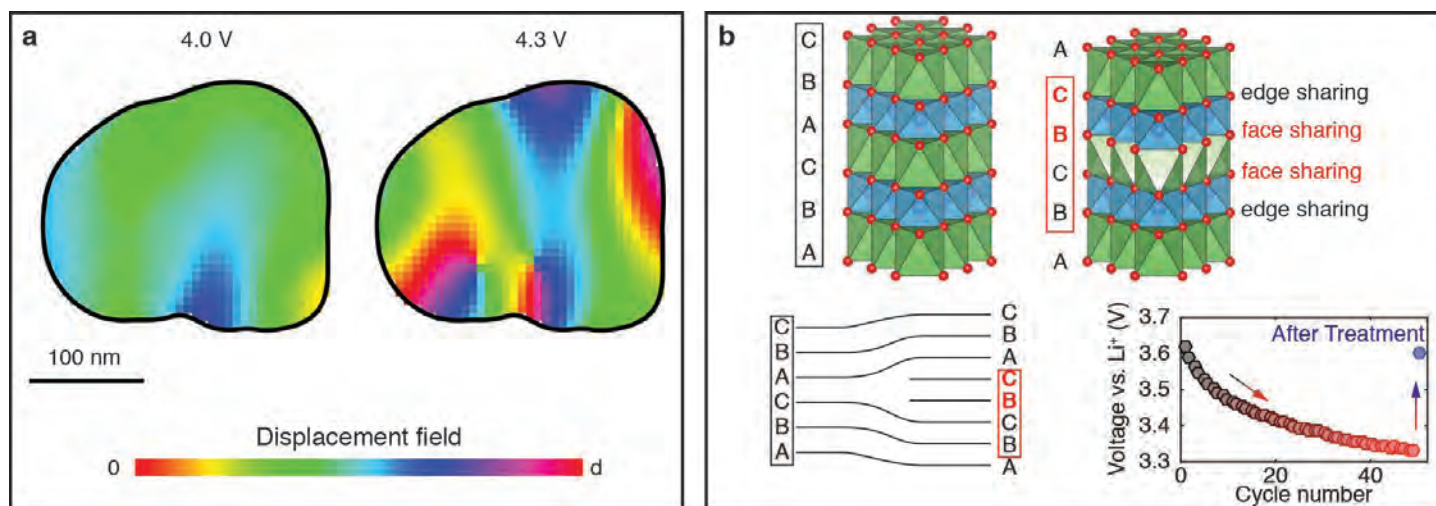 a
4.0 V
4.3 V
100 nm
Displacement field
0
d
b
C
B
A
C
B
A
A
C
B
C
B
A
edge sharing
face sharing
face sharing
edge sharing
C
B
A
C
B
A
C
B
A
C
B
C
B
A
Voltage vs. Li⁺ (V)
3.7
3.6
3.5
3.4
3.3
After Treatment
0
20
40
Cycle number